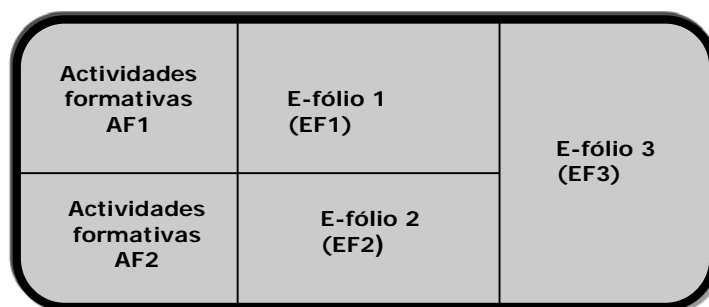 Actividades
formativas
AF1
E-fólio 1
(EF1)
E-fólio 3
(EF3)
Actividades
formativas
AF2
E-fólio 2
(EF2)